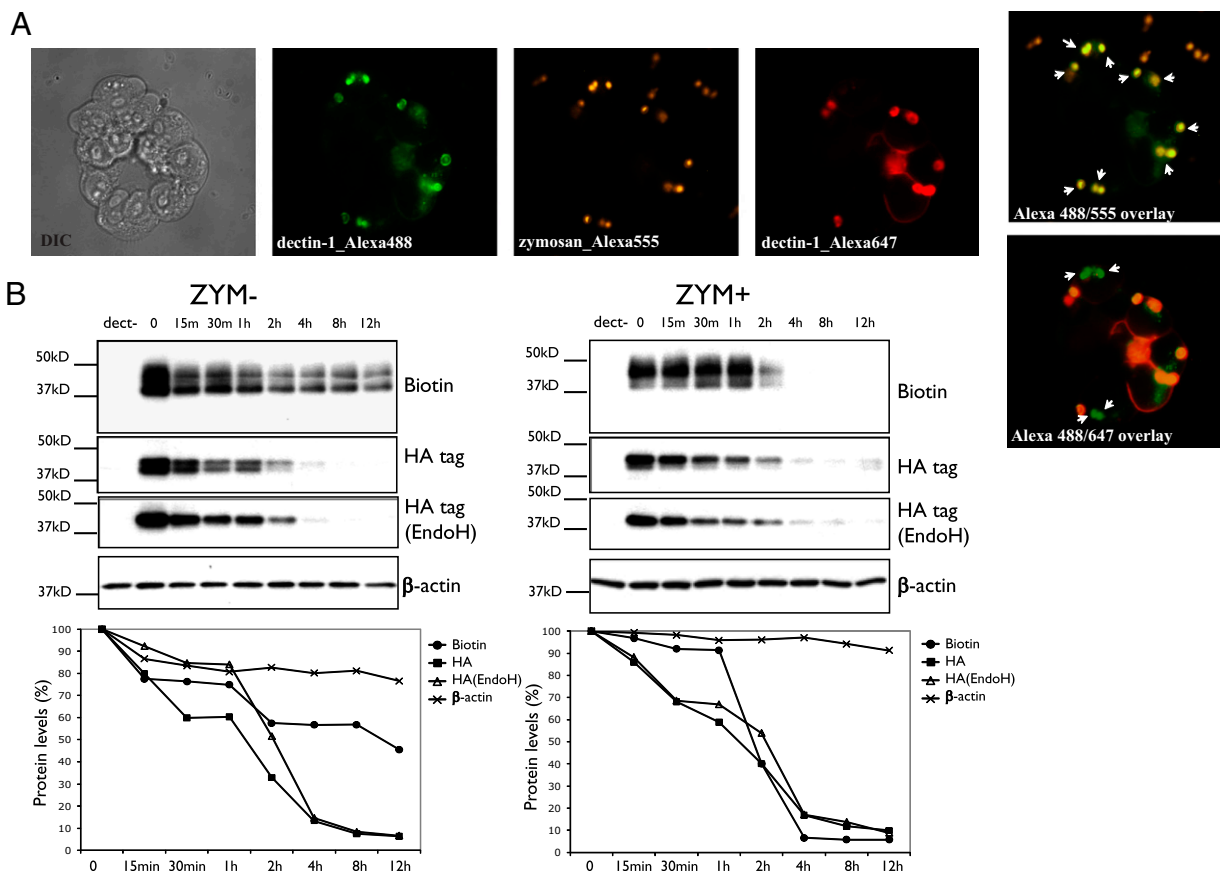 A
DIC
dectin-1_Alexa488
zymosan_Alexa555
dectin-1_Alexa647
Alexa 488/555 overlay
Alexa 488/647 overlay
B
ZYM-
dect- 0 15m 30m 1h 2h 4h 8h 12h
50kD
37kD
Biotin
50kD
37kD
HA tag
50kD
37kD
HA tag
(EndoH)
37kD
β-actin
Protein levels (%)
100
90
80
70
60
50
40
30
20
10
0
0 15min 30min 1h 2h 4h 8h 12h
Biotin
HA
HA(EndoH)
β-actin
ZYM+
dect- 0 15m 30m 1h 2h 4h 8h 12h
50kD
37kD
Biotin
50kD
37kD
HA tag
50kD
37kD
HA tag
(EndoH)
37kD
β-actin
Protein levels (%)
100
90
80
70
60
50
40
30
20
10
0
0 15min 30min 1h 2h 4h 8h 12h
Biotin
HA
HA(EndoH)
β-actin